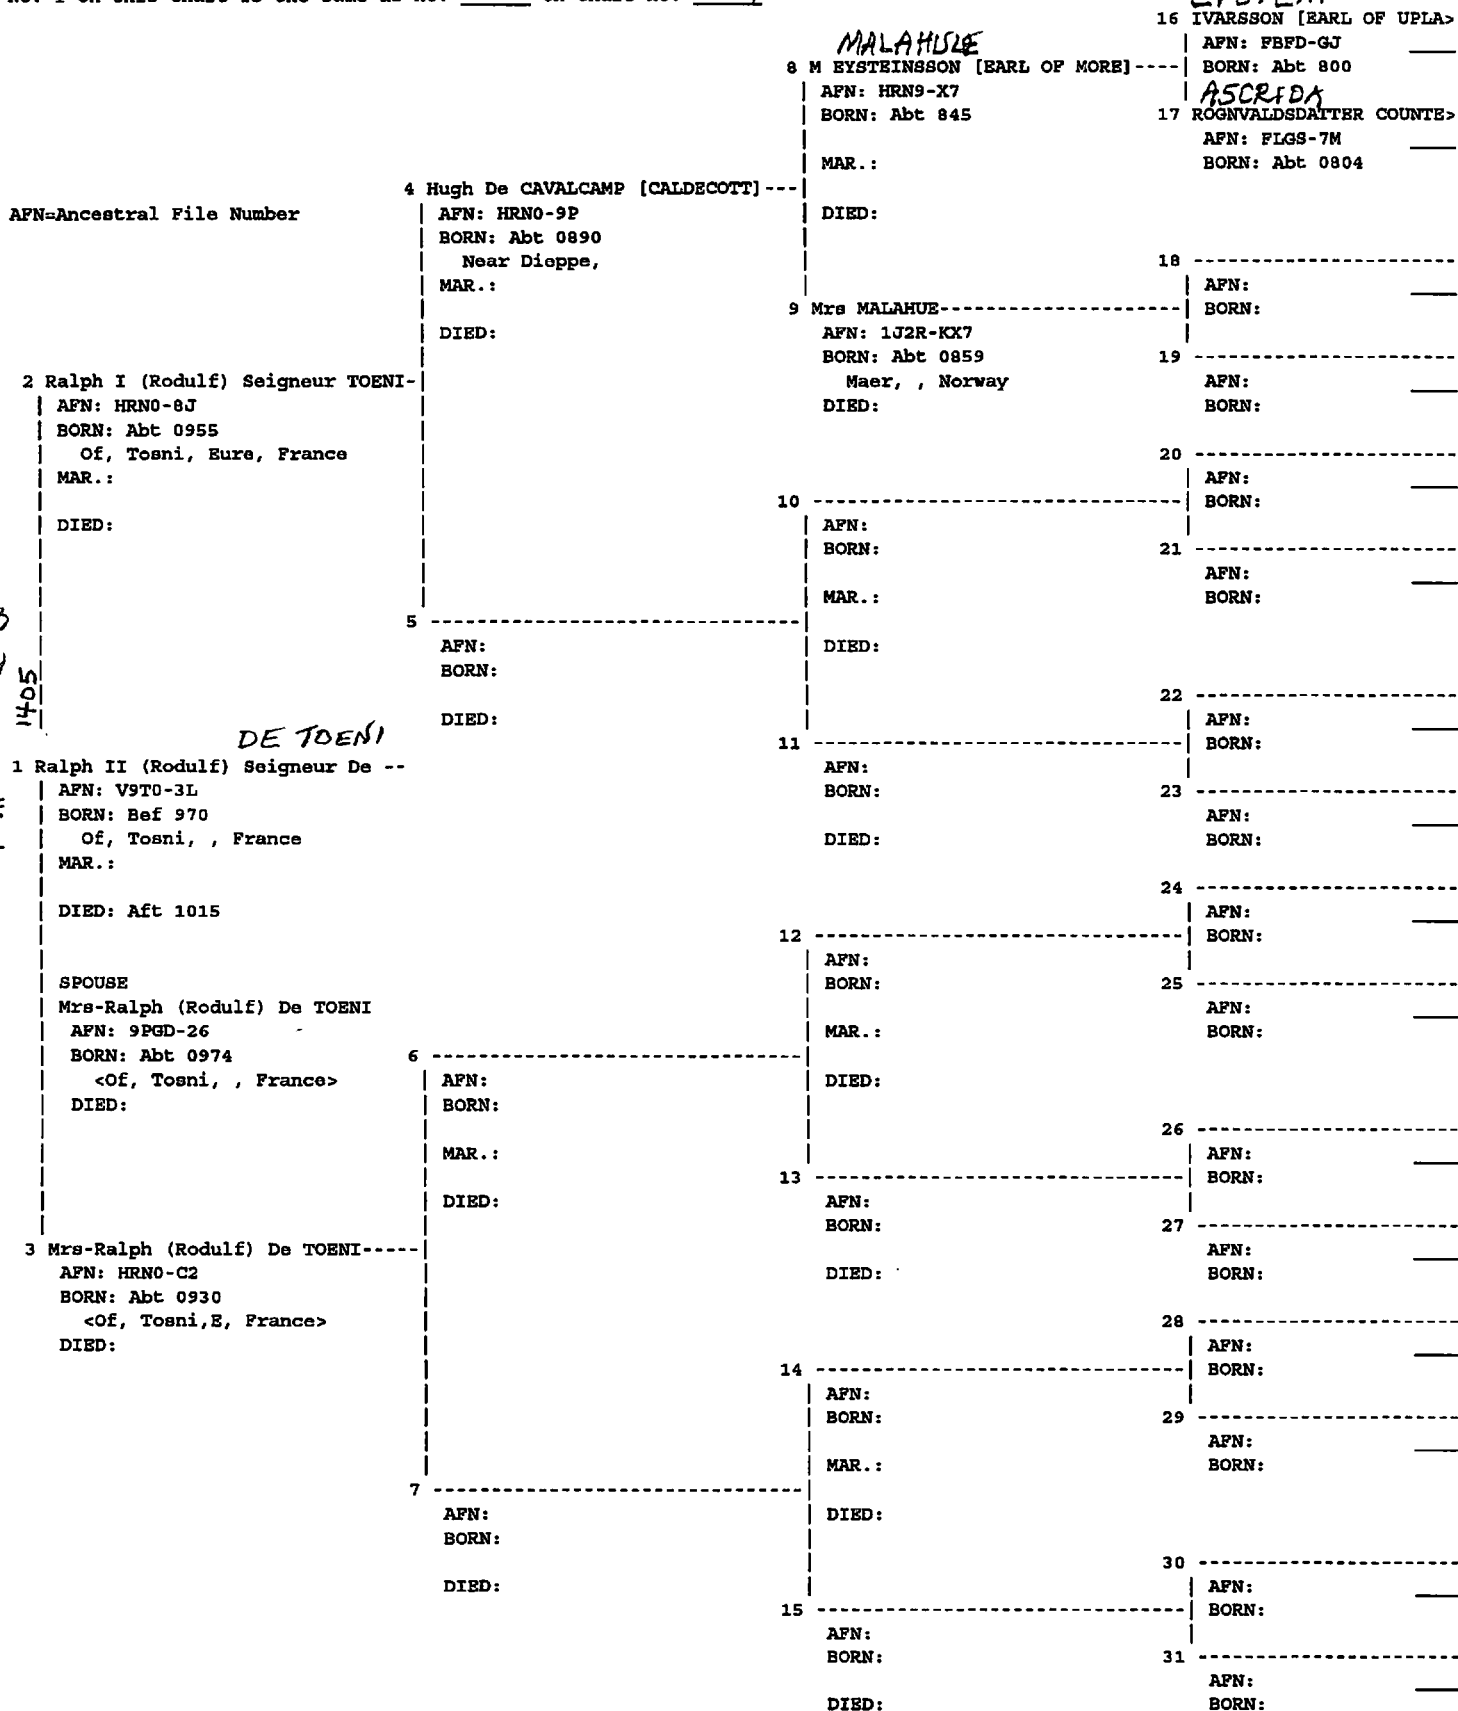 MALAHULE
16 IVARSSON [EARL OF UPLA>
AFN: FBFD-GJ
BORN: Abt 800
ASCRIDA
17 ROGNVALDSDATTER COUNTE>
AFN: FLGS-7M
BORN: Abt 0804
8 M EYSTEINSSON [EARL OF MORE]----
AFN: HRN9-X7
BORN: Abt 845
MAR.:
DIED:
4 Hugh De CAVALCAMP [CALDECOTT]---
AFN=Ancestral File Number
AFN: HRN0-9P
BORN: Abt 0890
Near Dieppe,
MAR.:
DIED:
18
AFN:
BORN:
9 Mrs MALAHUE
AFN: 1J2R-KX7
BORN: Abt 0859
Maer, , Norway
DIED:
19
AFN:
BORN:
2 Ralph I (Rodulf) Seigneur TOENI-
AFN: HRN0-8J
BORN: Abt 0955
Of, Tosni, Eure, France
MAR.:
DIED:
20
AFN:
BORN:
10
AFN:
BORN:
MAR.:
DIED:
21
AFN:
BORN:
5
AFN:
BORN:
DIED:
1405
22
AFN:
BORN:
11
AFN:
BORN:
DIED:
23
AFN:
BORN:
DE TOENI
1 Ralph II (Rodulf) Seigneur De --
AFN: V9T0-3L
BORN: Bef 970
Of, Tosni, , France
MAR.:
DIED: Aft 1015
SPOUSE
Mrs-Ralph (Rodulf) De TOENI
AFN: 9PGD-26
BORN: Abt 0974
<Of, Tosni, , France>
DIED:
24
AFN:
BORN:
12
AFN:
BORN:
MAR.:
DIED:
25
AFN:
BORN:
6
AFN:
BORN:
MAR.:
DIED:
26
AFN:
BORN:
13
AFN:
BORN:
DIED:
27
AFN:
BORN:
3 Mrs-Ralph (Rodulf) De TOENI-----
AFN: HRN0-C2
BORN: Abt 0930
<Of, Tosni,E, France>
DIED:
28
AFN:
BORN:
14
AFN:
BORN:
MAR.:
DIED:
29
AFN:
BORN:
7
AFN:
BORN:
DIED:
30
AFN:
BORN:
15
AFN:
BORN:
DIED:
31
AFN:
BORN: